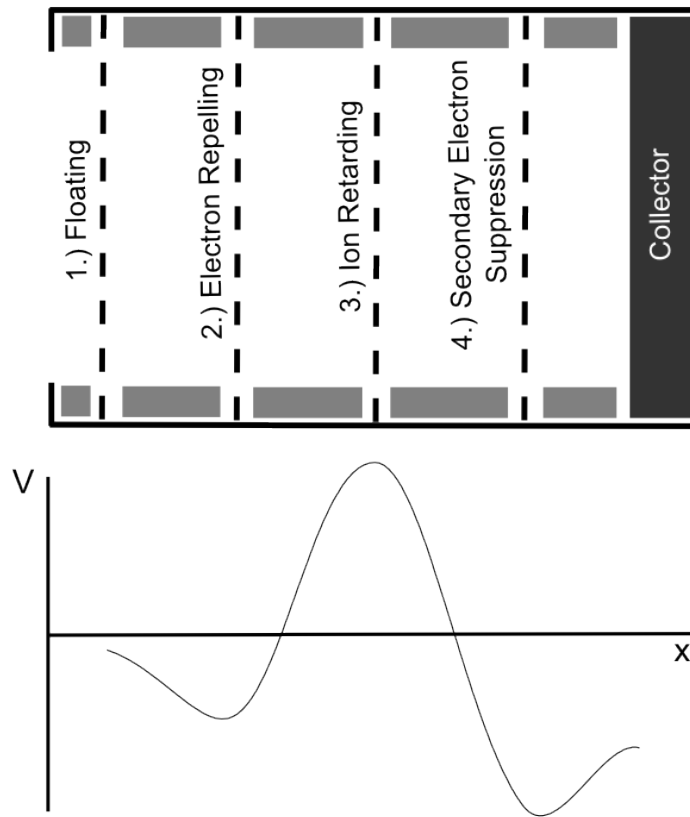 1.) Floating
2.) Electron Repelling
3.) Ion Retarding
4.) Secondary Electron
Suppression
Collector
V
x